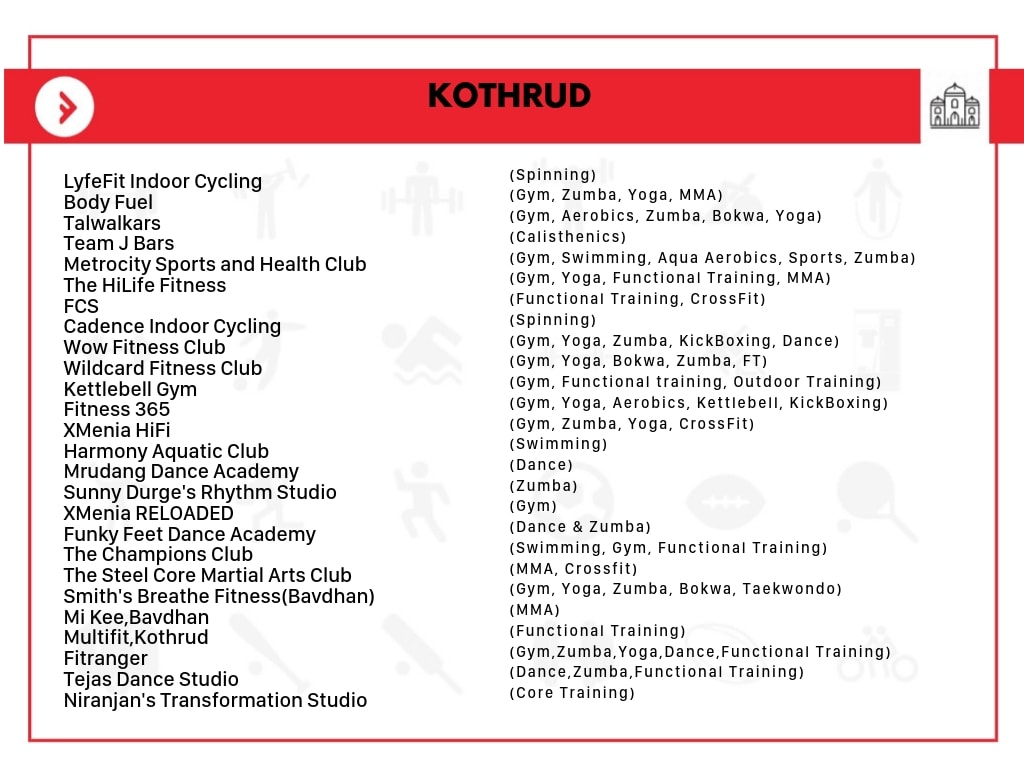 KOTHRUD
LyfeFit Indoor Cycling (Spinning)
Body Fuel (Gym, Zumba, Yoga, MMA)
Talwalkars (Gym, Aerobics, Zumba, Bokwa, Yoga)
Team J Bars (Calisthenics)
Metrocity Sports and Health Club (Gym, Swimming, Aqua Aerobics, Sports, Zumba)
The HiLife Fitness (Gym, Yoga, Functional Training, MMA)
FCS (Functional Training, CrossFit)
Cadence Indoor Cycling (Spinning)
Wow Fitness Club (Gym, Yoga, Zumba, KickBoxing, Dance)
Wildcard Fitness Club (Gym, Yoga, Bokwa, Zumba, FT)
Kettlebell Gym (Gym, Functional training, Outdoor Training)
Fitness 365 (Gym, Yoga, Aerobics, Kettlebell, KickBoxing)
XMenia HiFi (Gym, Zumba, Yoga, CrossFit)
Harmony Aquatic Club (Swimming)
Mrudang Dance Academy (Dance)
Sunny Durge's Rhythm Studio (Zumba)
XMenia RELOADED (Gym)
Funky Feet Dance Academy (Dance & Zumba)
The Champions Club (Swimming, Gym, Functional Training)
The Steel Core Martial Arts Club (MMA, Crossfit)
Smith's Breathe Fitness(Bavdhan) (Gym, Yoga, Zumba, Bokwa, Taekwondo)
Mi Kee,Bavdhan (MMA)
Multifit,Kothrud (Functional Training)
Fitranger (Gym,Zumba,Yoga,Dance,Functional Training)
Tejas Dance Studio (Dance,Zumba,Functional Training)
Niranjan's Transformation Studio (Core Training)